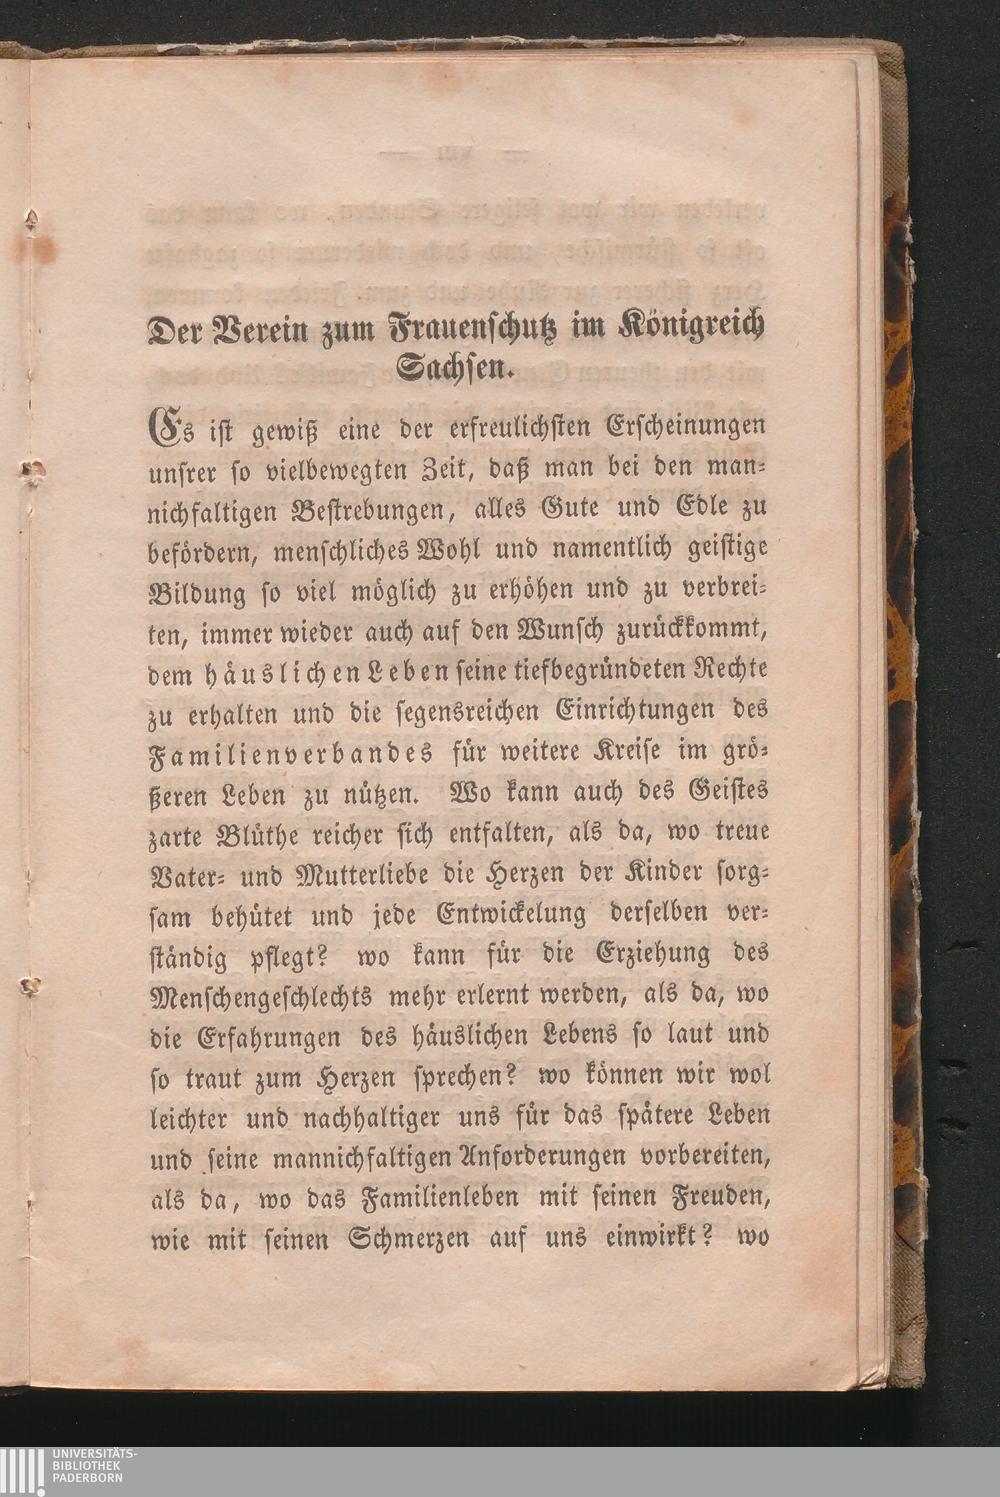 Der Verein zum Frauenschutz im Königreich
Sachsen.
Es ist gewiß eine der erfreulichsten Erscheinungen
unsrer so vielbewegten Zeit, daß man bei den man-
nichfaltigen Bestrebungen, alles Gute und Edle zu
befördern, menschliches Wohl und namentlich geistige
Bildung so viel möglich zu erhöhen und zu verbrei-
ten, immer wieder auch auf den Wunsch zurückkommt,
dem häuslichen Leben seine tiefbegründeten Rechte
zu erhalten und die segensreichen Einrichtungen des
Familienverbandes für weitere Kreise im grö-
ßeren Leben zu nützen. Wo kann auch des Geistes
zarte Blüthe reicher sich entfalten, als da, wo treue
Vater- und Mutterliebe die Herzen der Kinder sorg-
sam behütet und jede Entwickelung derselben ver-
ständig pflegt? wo kann für die Erziehung des
Menschengeschlechts mehr erlernt werden, als da, wo
die Erfahrungen des häuslichen Lebens so laut und
so traut zum Herzen sprechen? wo können wir wol
leichter und nachhaltiger uns für das spätere Leben
und seine mannichfaltigen Anforderungen vorbereiten,
als da, wo das Familienleben mit seinen Freuden,
wie mit seinen Schmerzen auf uns einwirkt? wo
UNIVERSITÄTS-
BIBLIOTHEK
PADERBORN